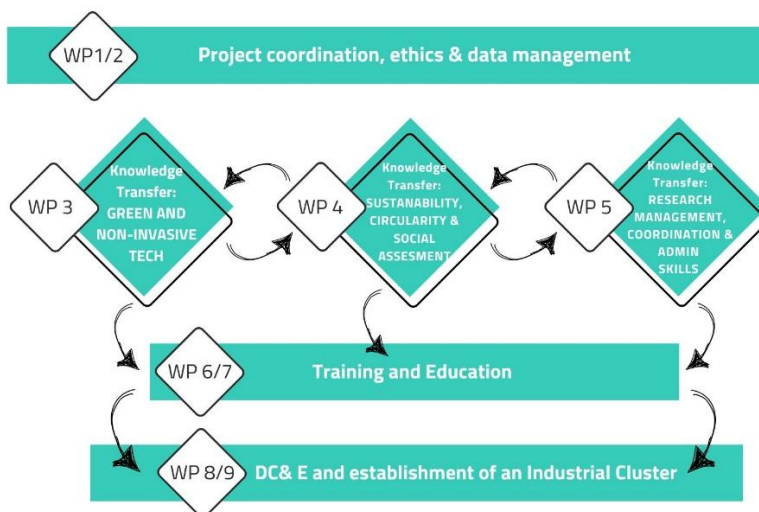 WP1/2
Project coordination, ethics & data management
WP 3
Knowledge
Transfer:
GREEN AND
NON-INVASIVE
TECH
WP 4
Knowledge
Transfer:
SUSTANABILITY,
CIRCULARITY &
SOCIAL
ASSESMENT
WP 5
Knowledge
Transfer:
RESEARCH
MANAGEMENT,
COORDINATION &
ADMIN
SKILLS
WP 6/7
Training and Education
WP 8/9
DC& E and establishment of an Industrial Cluster